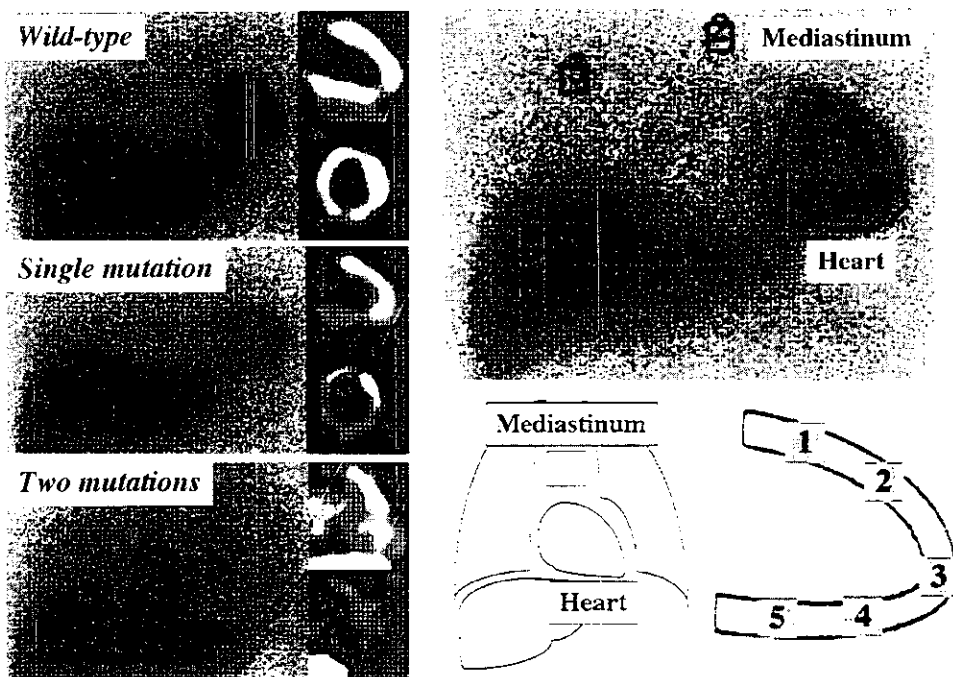 Wild-type
Single mutation
Two mutations
Mediastinum
Heart
Mediastinum
Heart
1
2
3
4
5